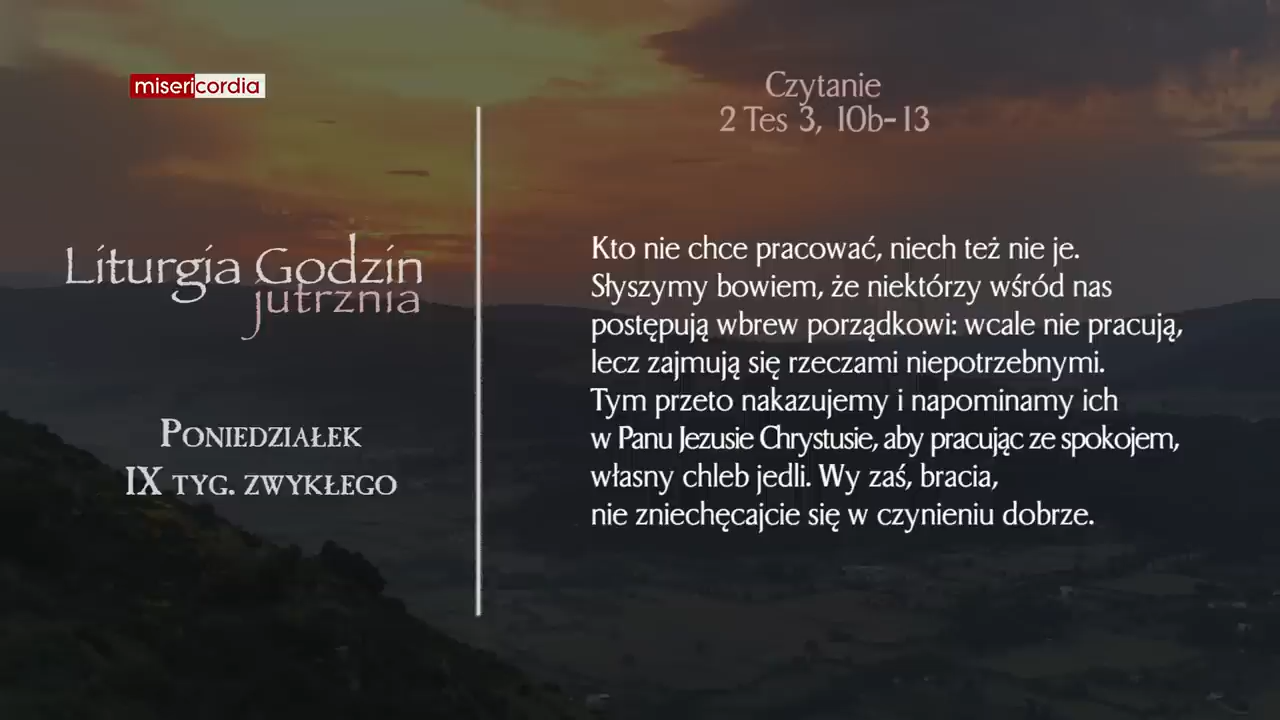 misericordia
Liturgia Godzin
jutrznia
Poniedziałek
IX tyg. zwykłego
Czytanie
2 Tes 3, 10b-13
Kto nie chce pracować, niech też nie je.
Słyszymy bowiem, że niektórzy wśród nas
postępują wbrew porządkowi: wcale nie pracują,
lecz zajmują się rzeczami niepotrzebnymi.
Tym przeto nakazujemy i napominamy ich
w Panu Jezusie Chrystusie, aby pracując ze spokojem,
własny chleb jedli. Wy zaś, bracia,
nie zniechęcajcie się w czynieniu dobrze.